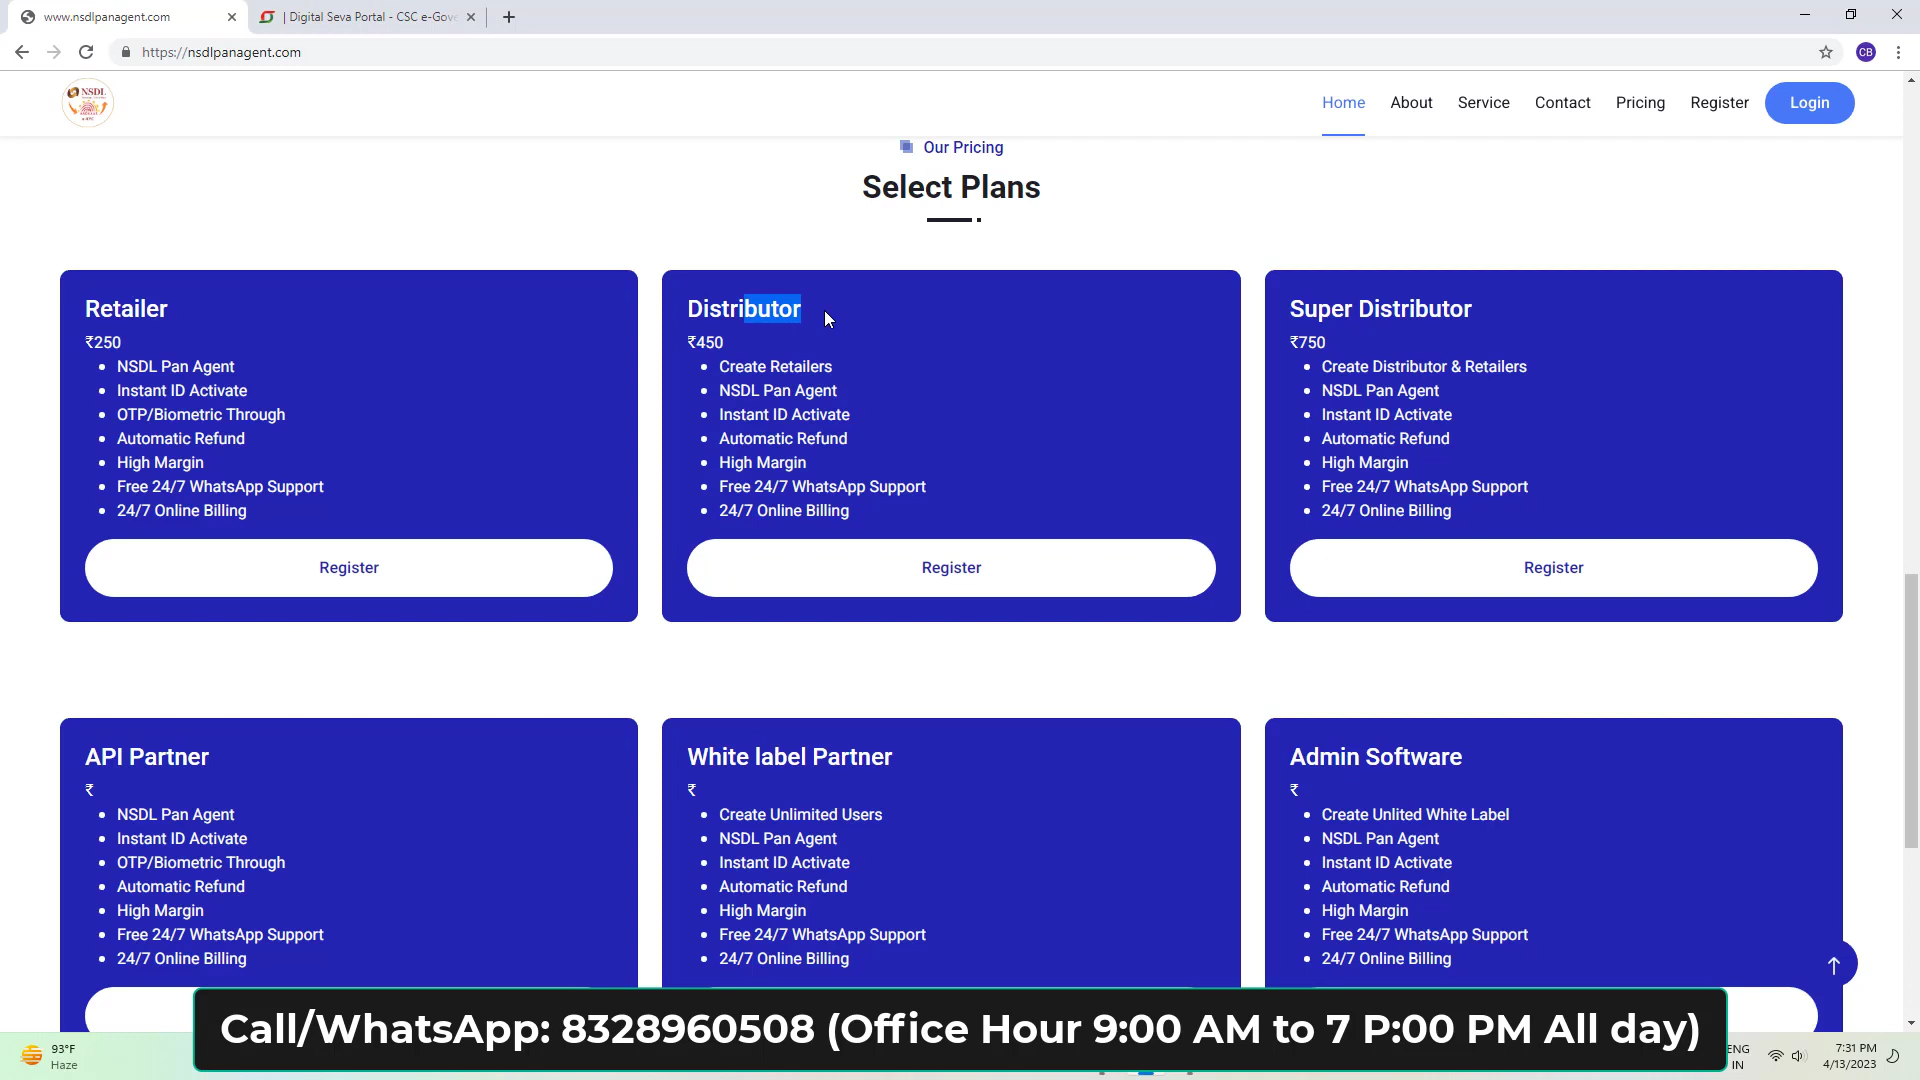 www.nsdlpanagent.com
| Digital Seva Portal - CSC e-Gove
https://nsdlpanagent.com
CB
NSDL
Home
About
Service
Contact
Pricing
Register
Login
Our Pricing
Select Plans
Retailer
₹250
NSDL Pan Agent
Instant ID Activate
OTP/Biometric Through
Automatic Refund
High Margin
Free 24/7 WhatsApp Support
24/7 Online Billing
Register
Distributor
₹450
Create Retailers
NSDL Pan Agent
Instant ID Activate
Automatic Refund
High Margin
Free 24/7 WhatsApp Support
24/7 Online Billing
Register
Super Distributor
₹750
Create Distributor & Retailers
NSDL Pan Agent
Instant ID Activate
Automatic Refund
High Margin
Free 24/7 WhatsApp Support
24/7 Online Billing
Register
API Partner
₹
NSDL Pan Agent
Instant ID Activate
OTP/Biometric Through
Automatic Refund
High Margin
Free 24/7 WhatsApp Support
24/7 Online Billing
White label Partner
₹
Create Unlimited Users
NSDL Pan Agent
Instant ID Activate
Automatic Refund
High Margin
Free 24/7 WhatsApp Support
24/7 Online Billing
Admin Software
₹
Create Unlited White Label
NSDL Pan Agent
Instant ID Activate
Automatic Refund
High Margin
Free 24/7 WhatsApp Support
24/7 Online Billing
Call/WhatsApp: 8328960508 (Office Hour 9:00 AM to 7 P:00 PM All day)
93°F
Haze
ENG
IN
7:31 PM
4/13/2023